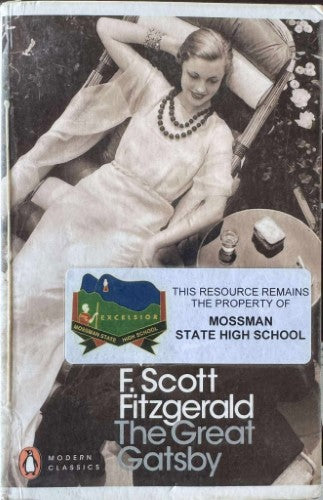 THIS RESOURCE REMAINS
THE PROPERTY OF
MOSSMAN
STATE HIGH SCHOOL
EXCELSIOR
MOSSMAN STATE HIGH SCHOOL
F. Scott
Fitzgerald
The Great
Gatsby
MODERN
CLASSICS